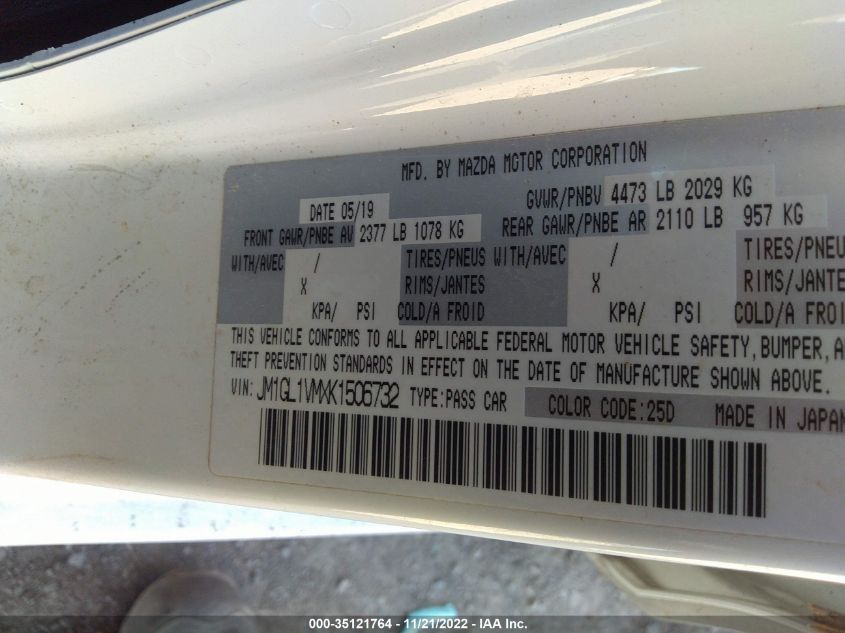 MFD. BY MAZDA MOTOR CORPORATION
DATE 05/19 GVWR/PNBV 4473 LB 2029 KG
FRONT GAWR/PNBE AV 2377 LB 1078 KG REAR GAWR/PNBE AR 2110 LB 957 KG
WITH/AVEC / TIRES/PNEUS WITH/AVEC / TIRES/PNEU
X RIMS/JANTES X RIMS/JANTE
KPA/ PSI COLD/A FROID KPA/ PSI COLD/A FROI
THIS VEHICLE CONFORMS TO ALL APPLICABLE FEDERAL MOTOR VEHICLE SAFETY, BUMPER, A
THEFT PREVENTION STANDARDS IN EFFECT ON THE DATE OF MANUFACTURE SHOWN ABOVE.
VIN: JM1GL1VMXK1506732 TYPE:PASS CAR COLOR CODE:25D MADE IN JAPAN
000-35121764 - 11/21/2022 - IAA Inc.